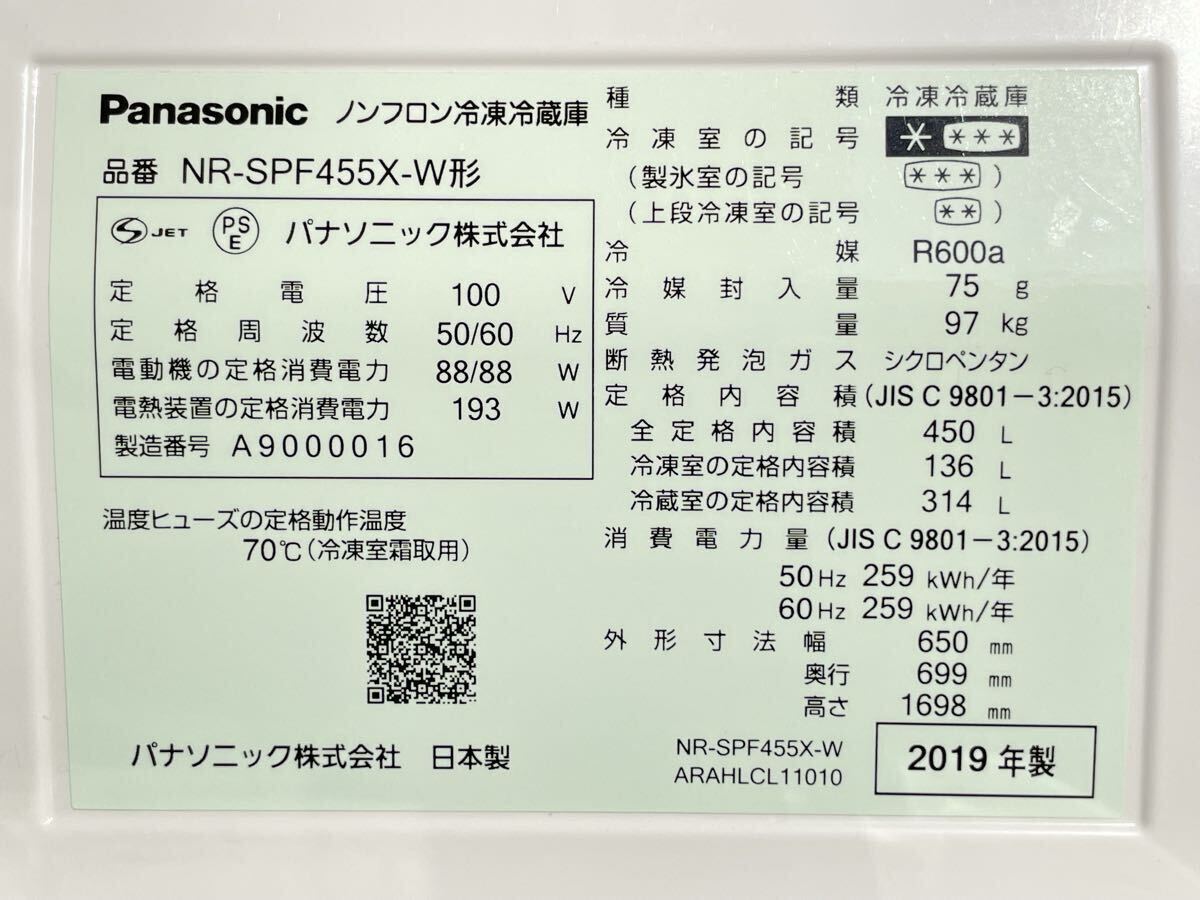 Panasonic ノンフロン冷凍冷蔵庫
品番 NR-SPF455X-W形
JET PSE パナソニック株式会社
定格電圧 100 V
定格周波数 50/60 Hz
電動機の定格消費電力 88/88 W
電熱装置の定格消費電力 193 W
製造番号 A9000016
温度ヒューズの定格動作温度
70℃(冷凍室霜取用)
パナソニック株式会社 日本製
種類 冷凍冷蔵庫
冷凍室の記号 * ***
(製氷室の記号 *** )
(上段冷凍室の記号 ** )
冷媒 R600a
冷媒封入量 75 g
質量 97 kg
断熱発泡ガス シクロペンタン
定格内容積(JIS C 9801-3:2015)
全定格内容積 450 L
冷凍室の定格内容積 136 L
冷蔵室の定格内容積 314 L
消費電力量(JIS C 9801-3:2015)
50Hz 259 kWh/年
60Hz 259 kWh/年
外形寸法幅 650 mm
奥行 699 mm
高さ 1698 mm
NR-SPF455X-W
ARAHLCL11010
2019年製